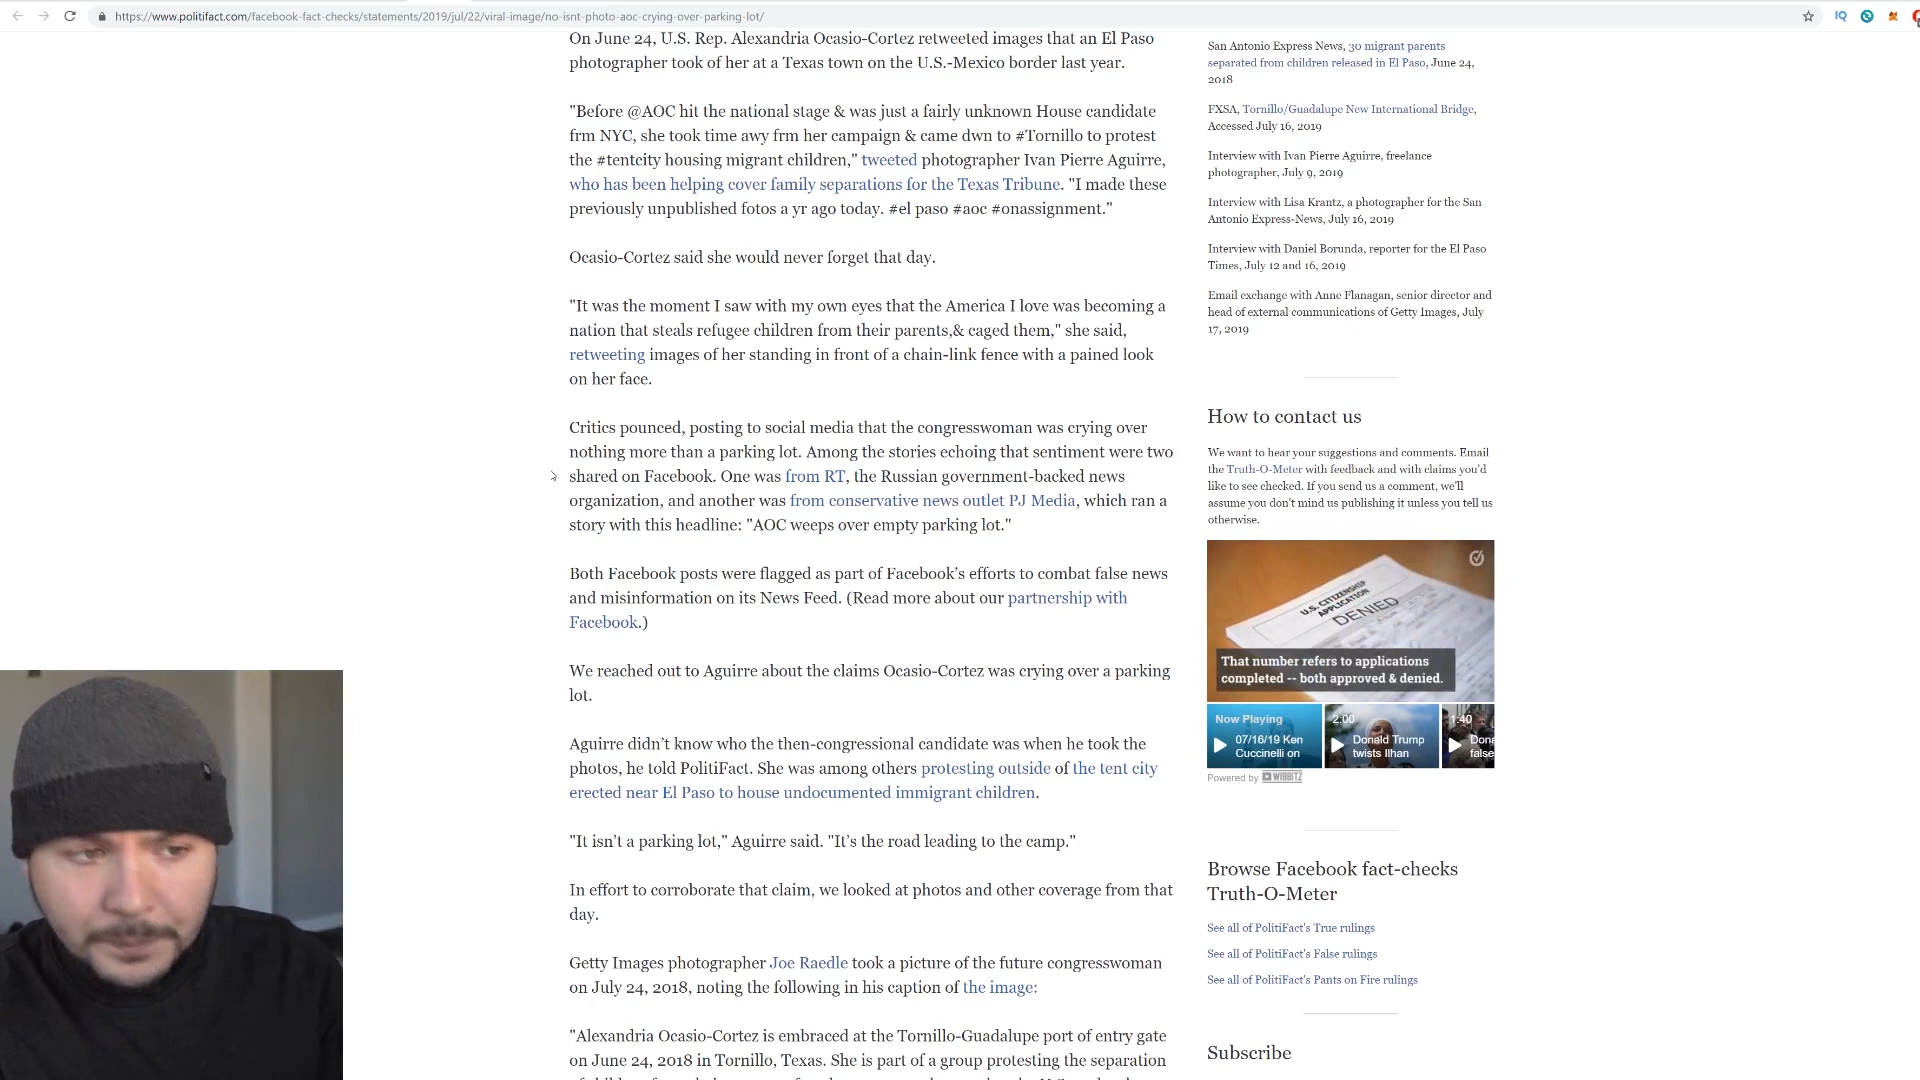 https://www.politifact.com/facebook-fact-checks/statements/2019/jul/22/viral-image/no-isnt-photo-aoc-crying-over-parking-lot/
On June 24, U.S. Rep. Alexandria Ocasio-Cortez retweeted images that an El Paso
photographer took of her at a Texas town on the U.S.-Mexico border last year.
"Before @AOC hit the national stage & was just a fairly unknown House candidate
frm NYC, she took time awy frm her campaign & came dwn to #Tornillo to protest
the #tentcity housing migrant children," tweeted photographer Ivan Pierre Aguirre,
who has been helping cover family separations for the Texas Tribune. "I made these
previously unpublished fotos a yr ago today. #el paso #aoc #onassignment."
Ocasio-Cortez said she would never forget that day.
"It was the moment I saw with my own eyes that the America I love was becoming a
nation that steals refugee children from their parents,& caged them," she said,
retweeting images of her standing in front of a chain-link fence with a pained look
on her face.
Critics pounced, posting to social media that the congresswoman was crying over
nothing more than a parking lot. Among the stories echoing that sentiment were two
shared on Facebook. One was from RT, the Russian government-backed news
organization, and another was from conservative news outlet PJ Media, which ran a
story with this headline: "AOC weeps over empty parking lot."
Both Facebook posts were flagged as part of Facebook’s efforts to combat false news
and misinformation on its News Feed. (Read more about our partnership with
Facebook.)
We reached out to Aguirre about the claims Ocasio-Cortez was crying over a parking
lot.
Aguirre didn’t know who the then-congressional candidate was when he took the
photos, he told PolitiFact. She was among others protesting outside of the tent city
erected near El Paso to house undocumented immigrant children.
"It isn’t a parking lot," Aguirre said. "It’s the road leading to the camp."
In effort to corroborate that claim, we looked at photos and other coverage from that
day.
Getty Images photographer Joe Raedle took a picture of the future congresswoman
on July 24, 2018, noting the following in his caption of the image:
"Alexandria Ocasio-Cortez is embraced at the Tornillo-Guadalupe port of entry gate
on June 24, 2018 in Tornillo, Texas. She is part of a group protesting the separation
San Antonio Express News, 30 migrant parents
separated from children released in El Paso, June 24,
2018
FXSA, Tornillo/Guadalupe New International Bridge,
Accessed July 16, 2019
Interview with Ivan Pierre Aguirre, freelance
photographer, July 9, 2019
Interview with Lisa Krantz, a photographer for the San
Antonio Express-News, July 16, 2019
Interview with Daniel Borunda, reporter for the El Paso
Times, July 12 and 16, 2019
Email exchange with Anne Flanagan, senior director and
head of external communications of Getty Images, July
17, 2019
How to contact us
We want to hear your suggestions and comments. Email
the Truth-O-Meter with feedback and with claims you'd
like to see checked. If you send us a comment, we'll
assume you don't mind us publishing it unless you tell us
otherwise.
U.S. CITIZENSHIP
APPLICATION
DENIED
That number refers to applications
completed -- both approved & denied.
Now Playing
07/16/19 Ken
Cuccinelli on
2:00
Donald Trump
twists Ilhan
1:40
Dona
false
Powered by WIBBITZ
Browse Facebook fact-checks
Truth-O-Meter
See all of PolitiFact's True rulings
See all of PolitiFact's False rulings
See all of PolitiFact's Pants on Fire rulings
Subscribe